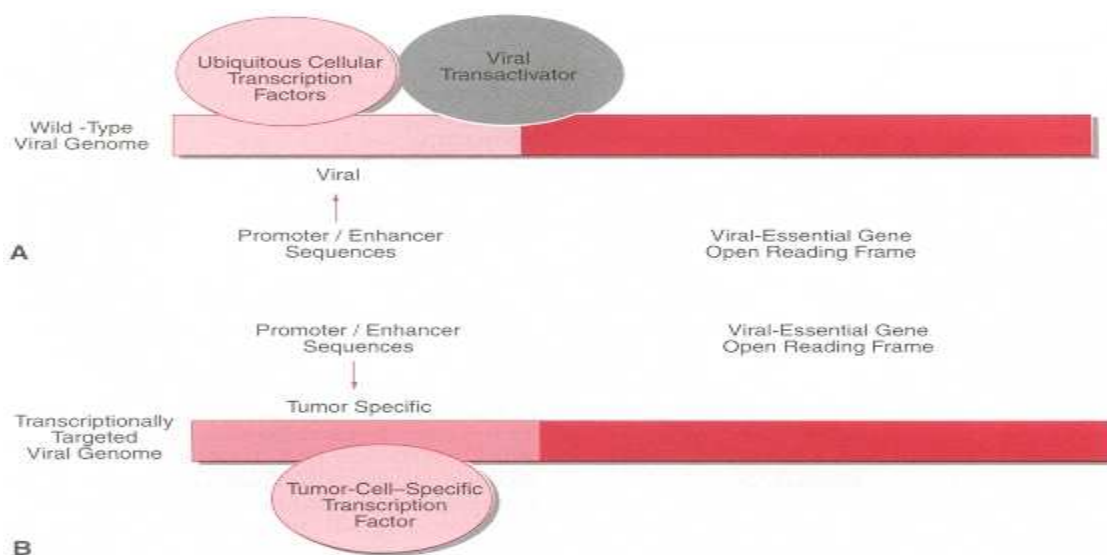 Ubiquitous Cellular
Transcription
Factors
Viral
Transactivator
Wild -Type
Viral Genome
Viral
Promoter / Enhancer
Sequences
Viral-Essential Gene
Open Reading Frame
A
Promoter / Enhancer
Sequences
Viral-Essential Gene
Open Reading Frame
Tumor Specific
Transcriptionally
Targeted
Viral Genome
Tumor-Cell–Specific
Transcription
Factor
B